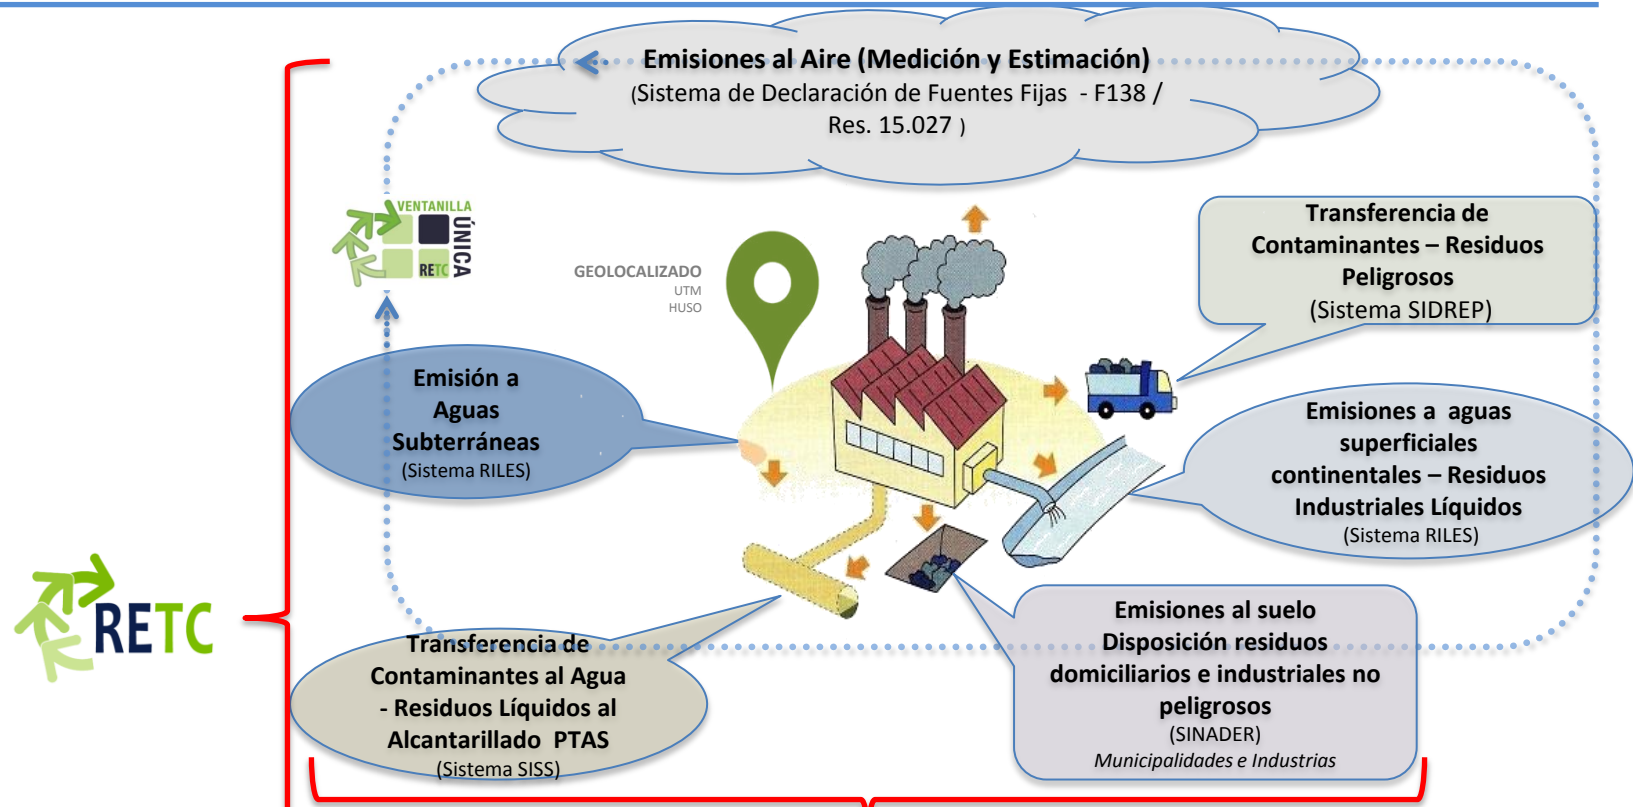 Emisiones al Aire (Medición y Estimación)
(Sistema de Declaración de Fuentes Fijas - F138 /
Res. 15.027 )
VENTANILLA
ÚNICA
RETC
GEOLOCALIZADO
UTM
HUSO
Transferencia de
Contaminantes – Residuos
Peligrosos
(Sistema SIDREP)
Emisión a
Aguas
Subterráneas
(Sistema RILES)
Emisiones a aguas
superficiales
continentales – Residuos
Industriales Líquidos
(Sistema RILES)
RETC
Transferencia de
Contaminantes al Agua
- Residuos Líquidos al
Alcantarillado PTAS
(Sistema SISS)
Emisiones al suelo
Disposición residuos
domiciliarios e industriales no
peligrosos
(SINADER)
Municipalidades e Industrias